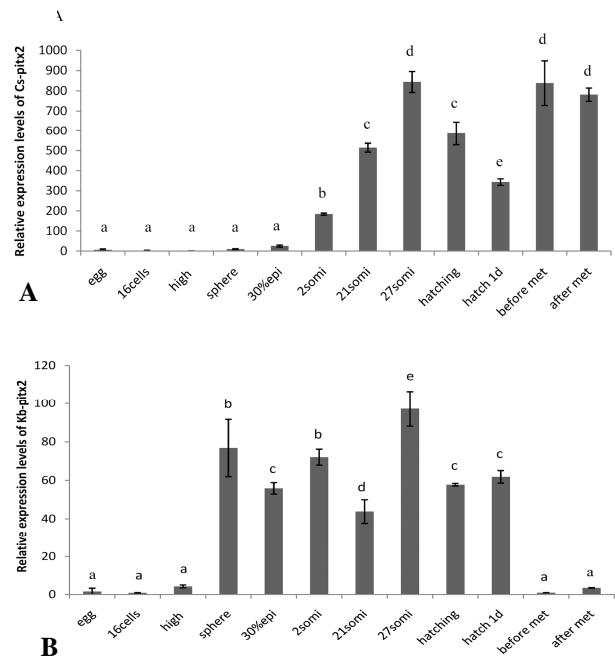 A
Relative expression levels of Cs-pitx2
1000
900
800
700
600
500
400
300
200
100
0
a a a a a b c d c e d d
egg 16cells high sphere 30%epi 2somi 21somi 27somi hatching hatch 1d before met after met
A
Relative expression levels of Kb-pitx2
120
100
80
60
40
20
0
a a a b c b d e c c a a
egg 16cells high sphere 30%epi 2somi 21somi 27somi hatching hatch 1d before met after met
B